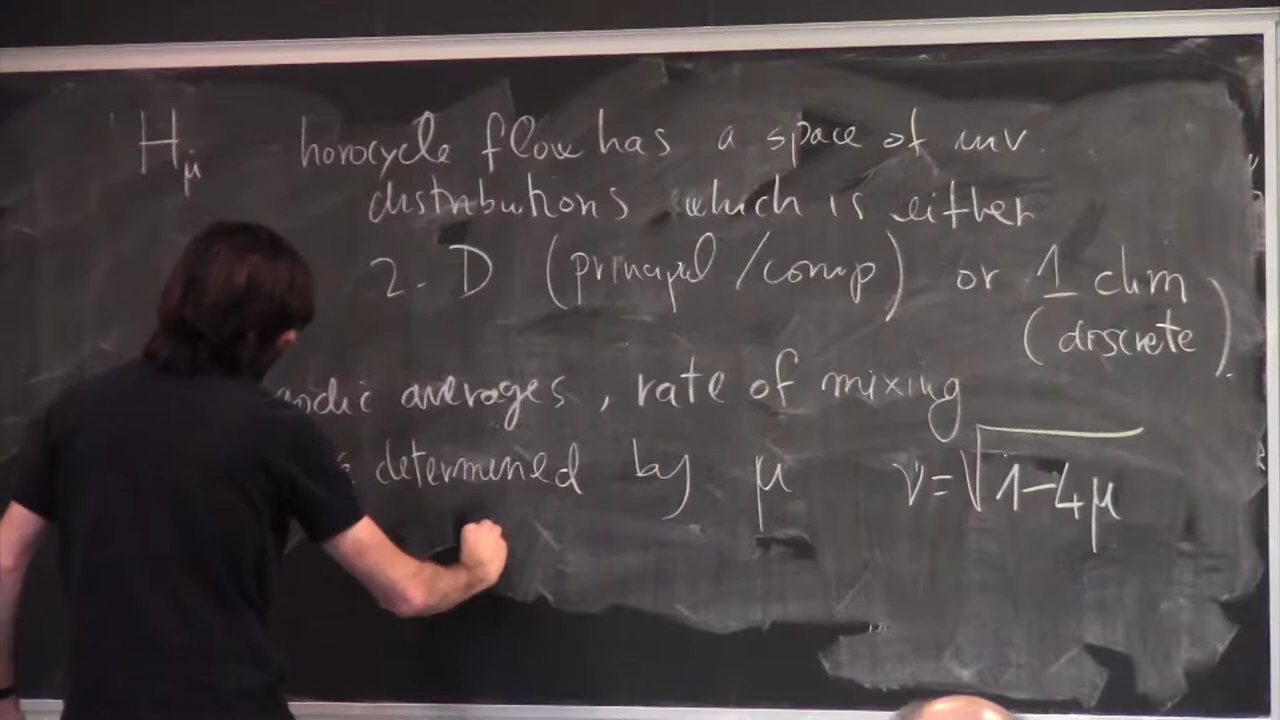 H_μ horocycle flow has a space of inv.
distributions which is either
2-D (principal/comp) or 1 dim
(discrete).
averages, rate of mixing
determined by μ ν=√1-4μ